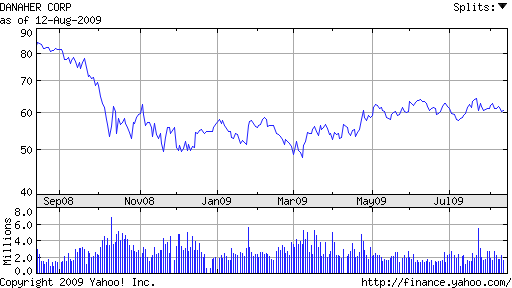 DANAHER CORP Splits:▼
as of 12-Aug-2009
90
80
70
60
50
40
Sep08 Nov08 Jan09 Mar09 May09 Jul09
8.0
6.0
4.0
2.0
0.0
Millions
Copyright 2009 Yahoo! Inc. http://finance.yahoo.com/